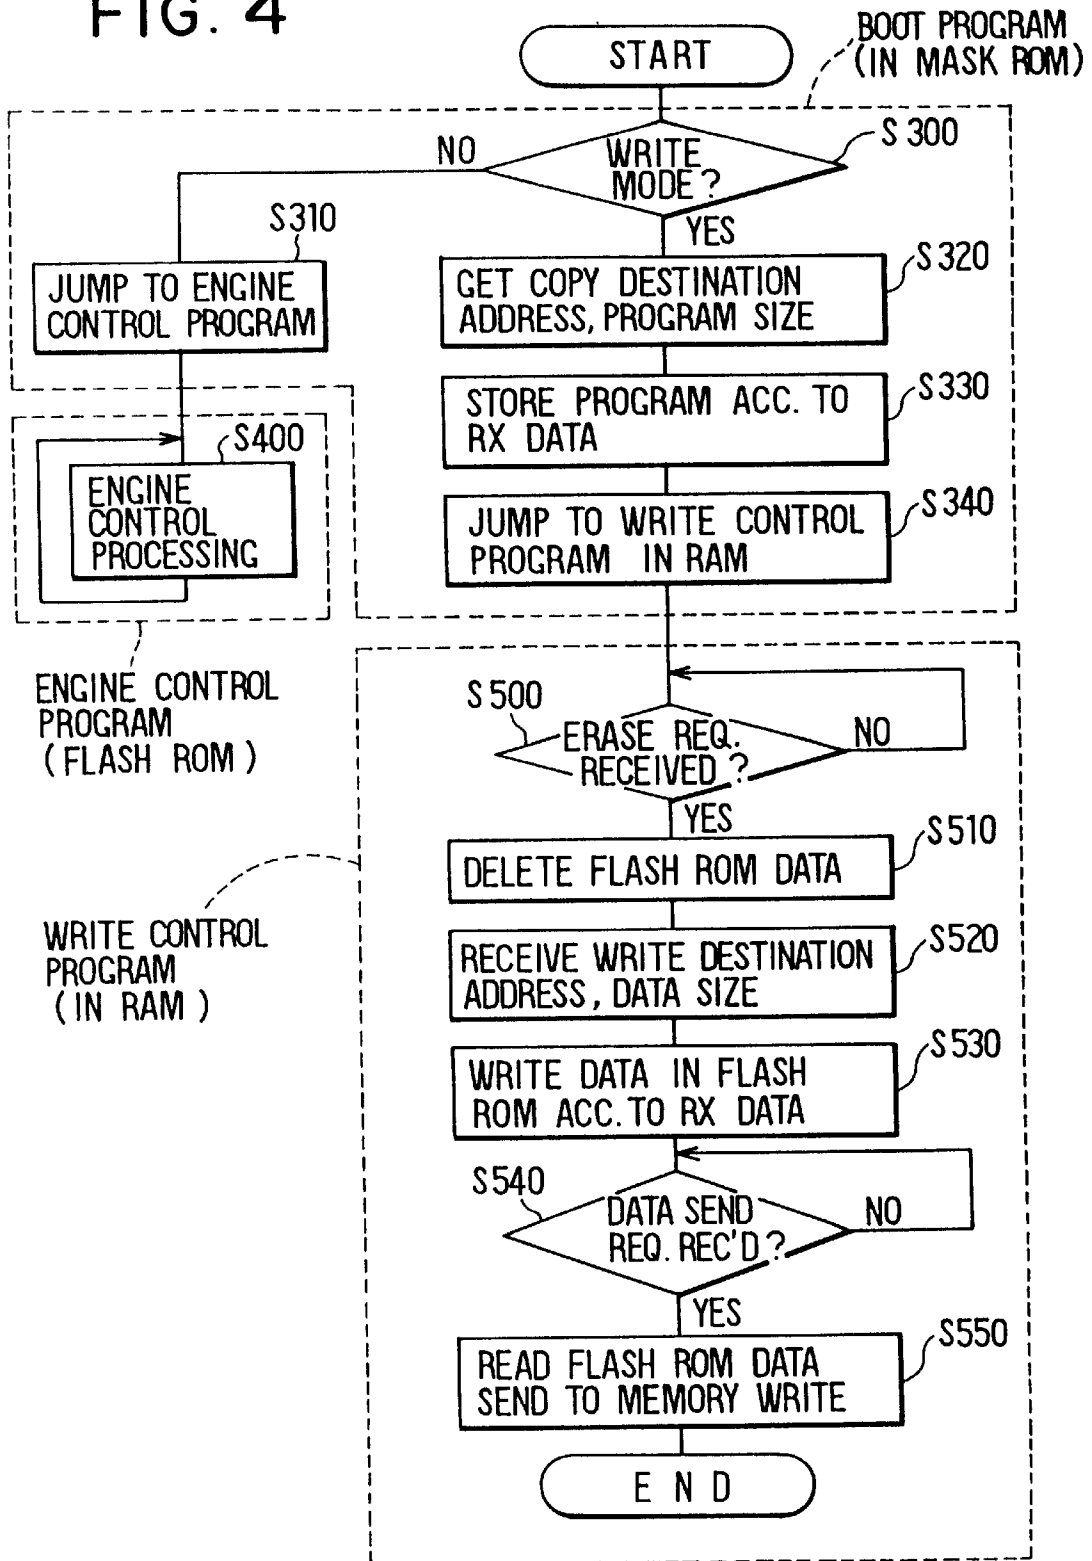 FIG. 4
BOOT PROGRAM
(IN MASK ROM)
START
S300
WRITE
MODE?
NO
YES
S310
JUMP TO ENGINE
CONTROL PROGRAM
S320
GET COPY DESTINATION
ADDRESS, PROGRAM SIZE
S330
STORE PROGRAM ACC. TO
RX DATA
S340
JUMP TO WRITE CONTROL
PROGRAM IN RAM
S400
ENGINE
CONTROL
PROCESSING
ENGINE CONTROL
PROGRAM
(FLASH ROM)
S500
ERASE REQ.
RECEIVED?
NO
YES
S510
DELETE FLASH ROM DATA
WRITE CONTROL
PROGRAM
(IN RAM)
S520
RECEIVE WRITE DESTINATION
ADDRESS, DATA SIZE
S530
WRITE DATA IN FLASH
ROM ACC. TO RX DATA
S540
DATA SEND
REQ. REC'D?
NO
YES
S550
READ FLASH ROM DATA
SEND TO MEMORY WRITE
END